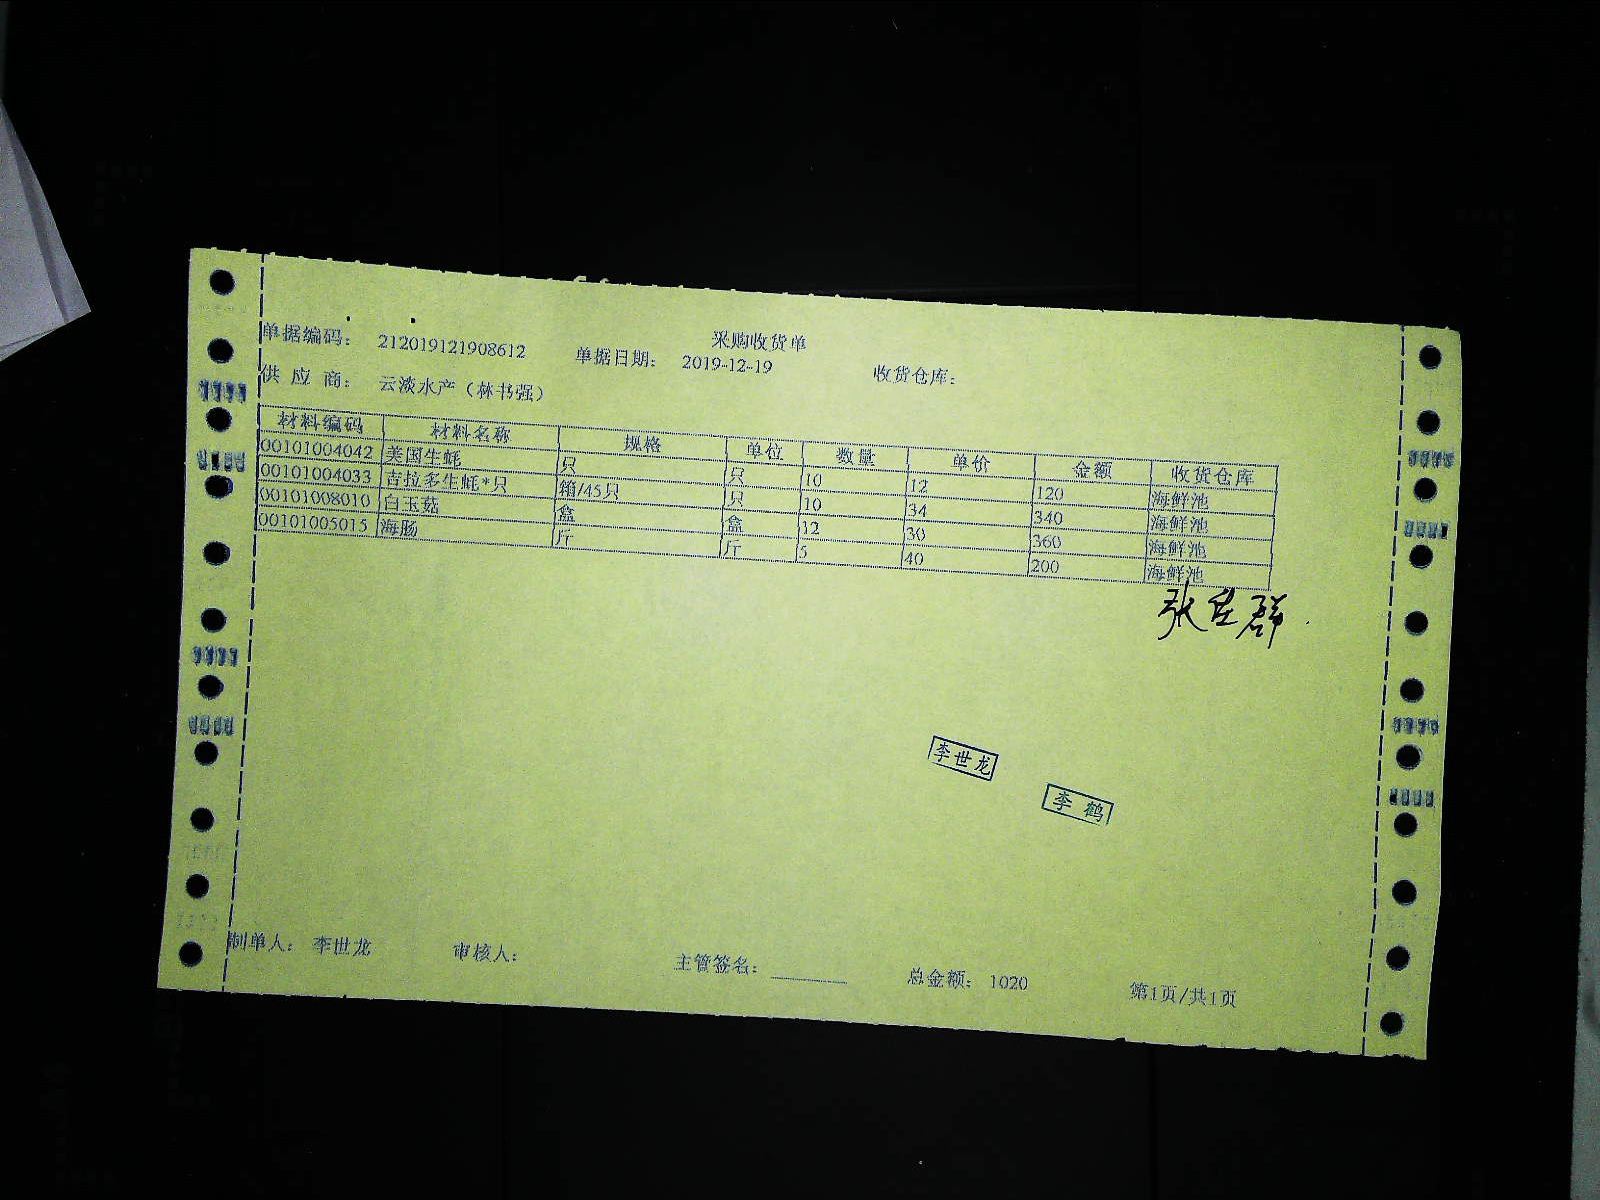 采购收货单
单据编码： 212019121908612 单据日期： 2019-12-19 收货仓库：
供 应 商： 云淡水产（林书强）
材料编码 材料名称 规格 单位 数量 单价 金额 收货仓库
00101004042 美国生蚝 只 只 10 12 120 海鲜池
00101004033 吉拉多生蚝*只 箱/45只 只 10 34 340 海鲜池
00101008010 白玉菇 盒 盒 12 30 360 海鲜池
00101005015 海肠 斤 斤 5 40 200 海鲜池
张佳群
李世龙
李 鹤
制单人： 李世龙 审核人： 主管签名： 总金额： 1020 第1页/共1页